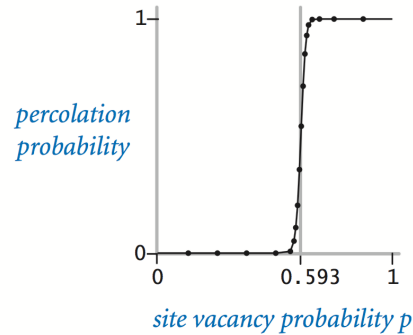 1
percolation
probability
0
0 0.593 1
site vacancy probability p